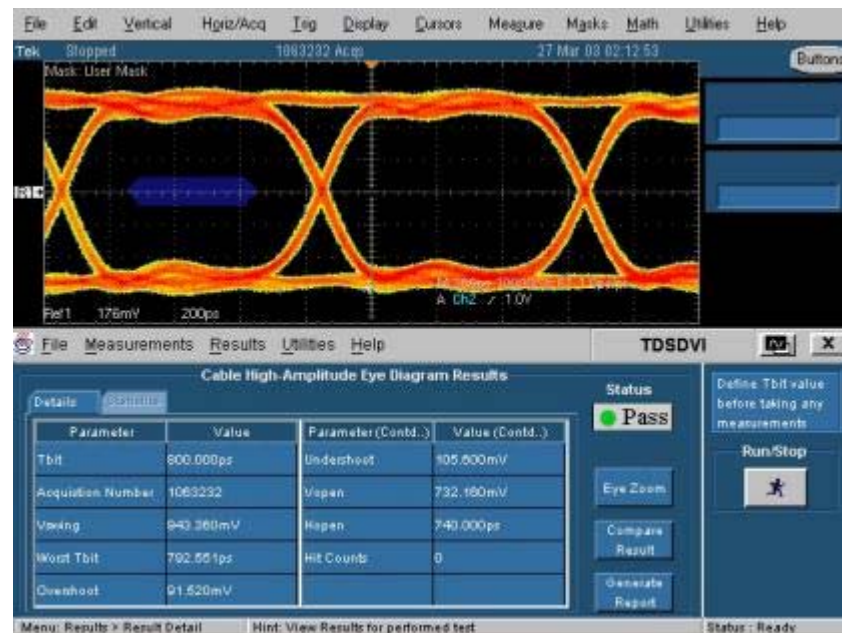 File Edit Vertical Horiz/Acq Trig Display Cursors Measure Masks Math Utilities Help
Tek Stopped 1063232 Acqs 27 Mar 03 02:12:53
Buttons
Mask: User Mask
R1
A Ch2 1.0V
Ref1 176mV 200ps
File Measurements Results Utilities Help TDSDVI X
Cable High-Amplitude Eye Diagram Results
Details
Status
Pass
Define Tbit value before taking any measurements
Parameter Value Parameter(Contd..) Value (Contd..)
Tbit 800.000ps Undershoot 105.600mV
Acquistion Number 1063232 Vopen 732.160mV
Vswing 943.360mV Hopen 740.000ps
Worst Tbit 792.551ps Hit Counts 0
Overshoot 91.520mV
Eye Zoom
Compare Result
Generate Report
Run/Stop
Menu: Results > Result Detail Hint: View Results for performed test Status : Ready